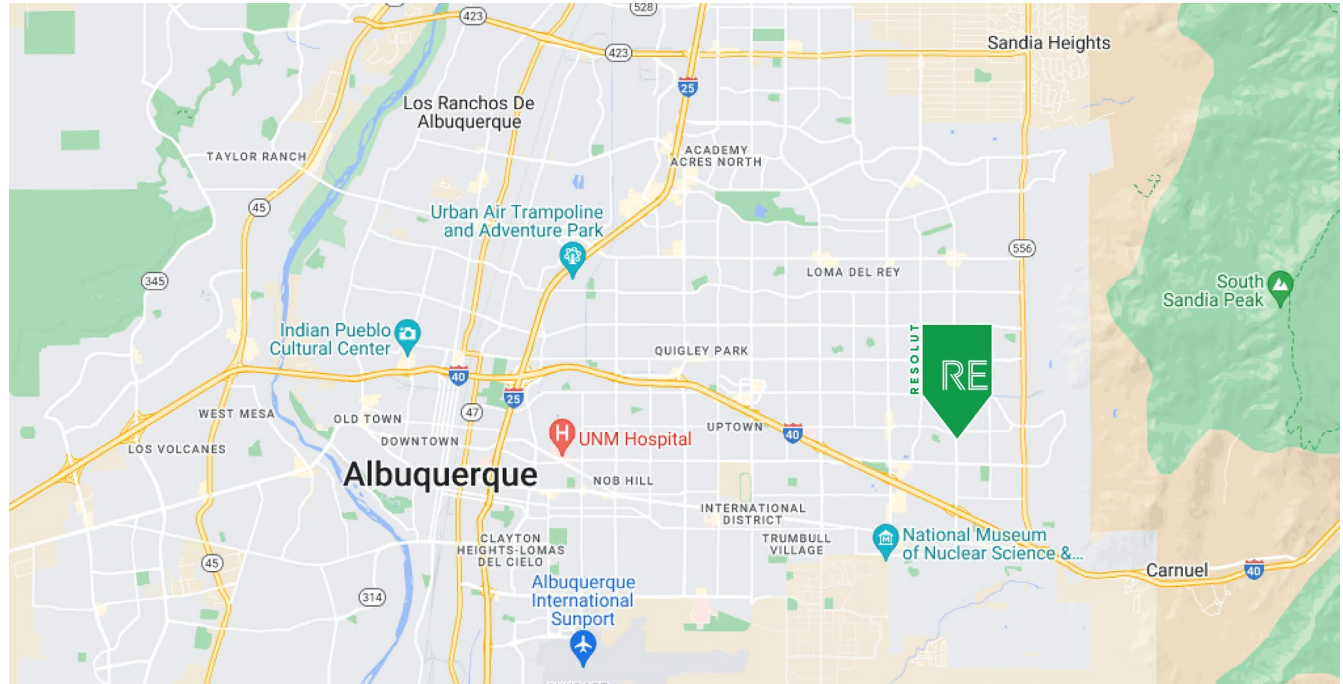 423
528
423
Sandia Heights
25
Los Ranchos De
Albuquerque
TAYLOR RANCH
ACADEMY
ACRES NORTH
45
Urban Air Trampoline
and Adventure Park
556
345
LOMA DEL REY
South
Sandia Peak
Indian Pueblo
Cultural Center
RESOLUT
RE
QUIGLEY PARK
40
25
47
WEST MESA
OLD TOWN
DOWNTOWN
UNM Hospital
UPTOWN
40
LOS VOLCANES
Albuquerque
NOB HILL
INTERNATIONAL
DISTRICT
CLAYTON
HEIGHTS-LOMAS
DEL CIELO
TRUMBULL
VILLAGE
National Museum
of Nuclear Science &...
45
Carnuel
40
Albuquerque
International
Sunport
314